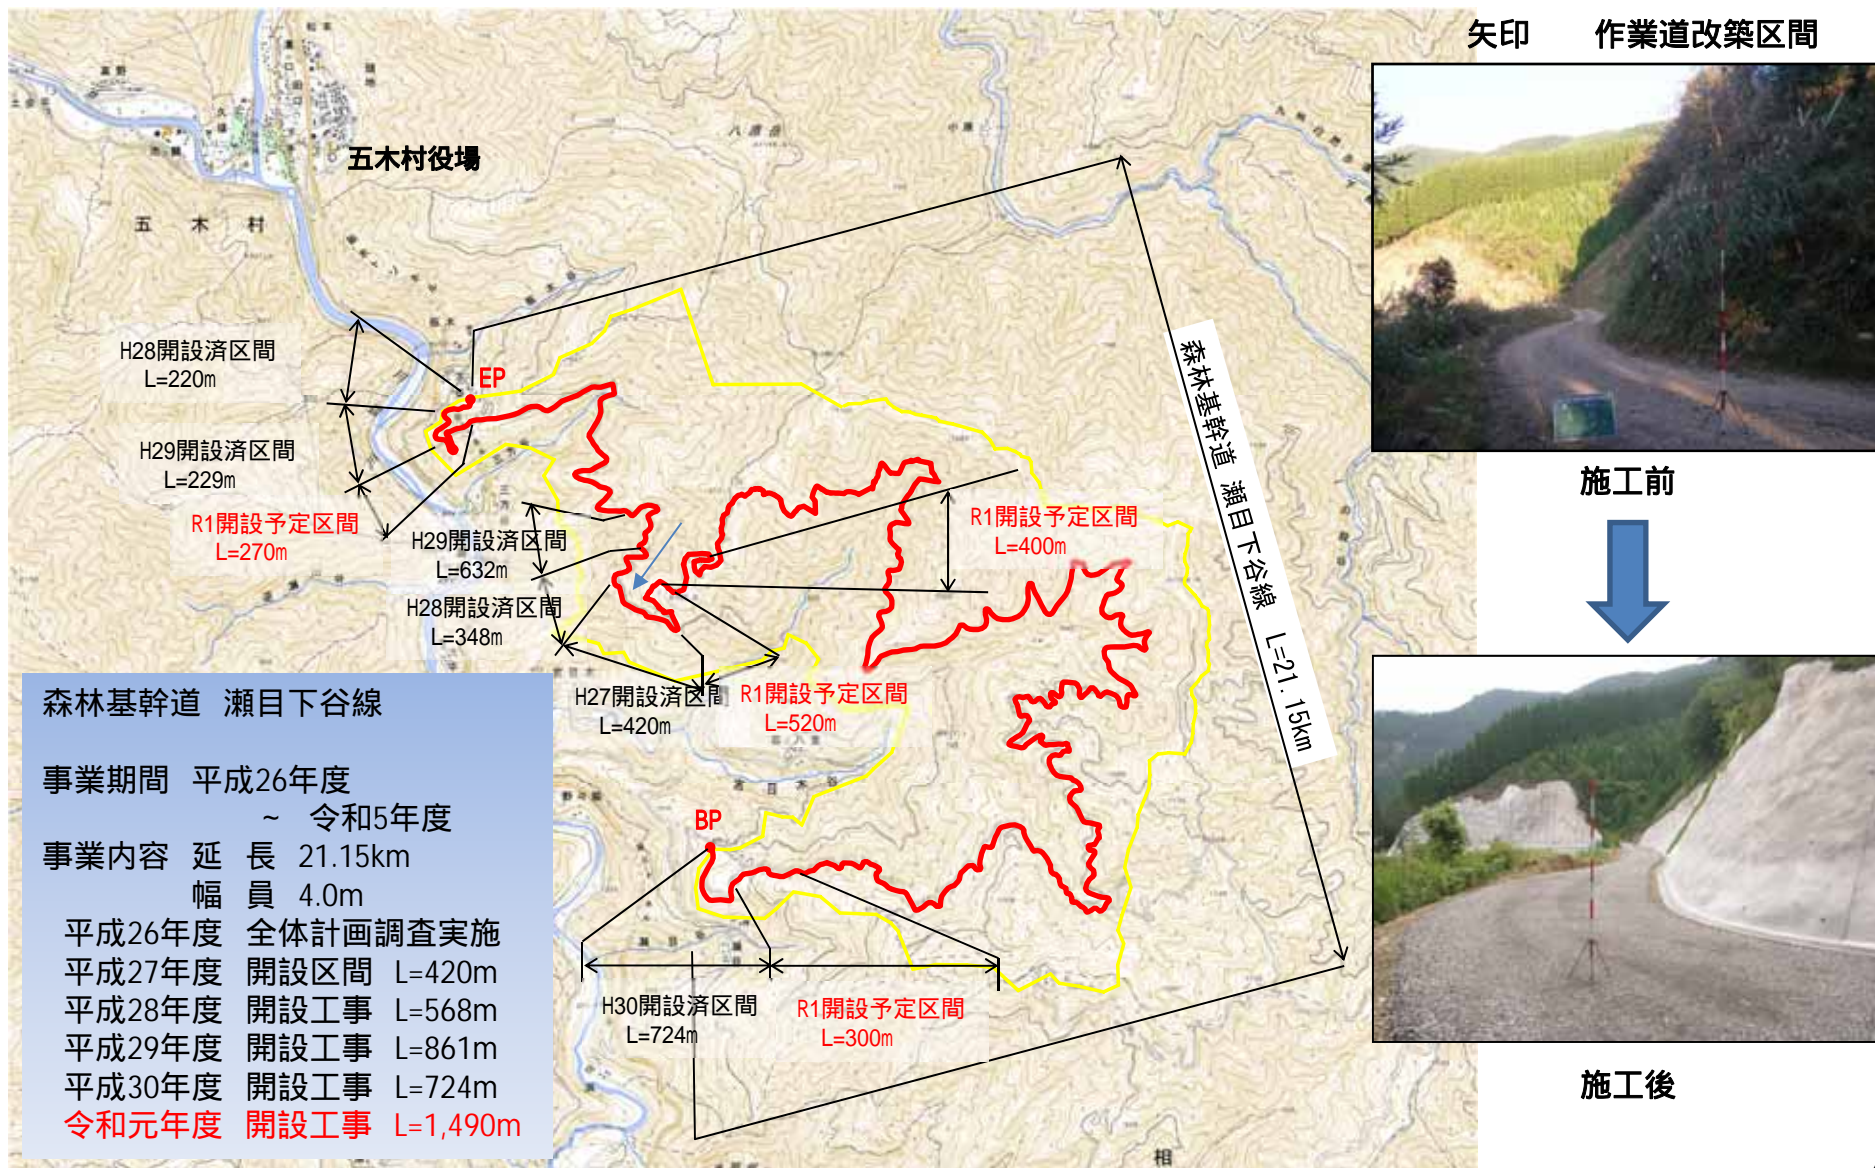 矢印　　作業道改築区間
五木村役場
五　木　村
八原岳
小原
H28開設済区間
L=220m
EP
H29開設済区間
L=229m
R1開設予定区間
L=270m
H29開設済区間
L=632m
H28開設済区間
L=348m
R1開設予定区間
L=400m
森林基幹道　瀬目下谷線　L=21.15km
H27開設済区間
L=420m
R1開設予定区間
L=520m
BP
H30開設済区間
L=724m
R1開設予定区間
L=300m
相
施工前
施工後
森林基幹道　瀬目下谷線
事業期間　平成26年度
～　令和5年度
事業内容　延　長　21.15km
幅　員　4.0m
平成26年度　全体計画調査実施
平成27年度　開設区間　L=420m
平成28年度　開設工事　L=568m
平成29年度　開設工事　L=861m
平成30年度　開設工事　L=724m
令和元年度　開設工事　L=1,490m